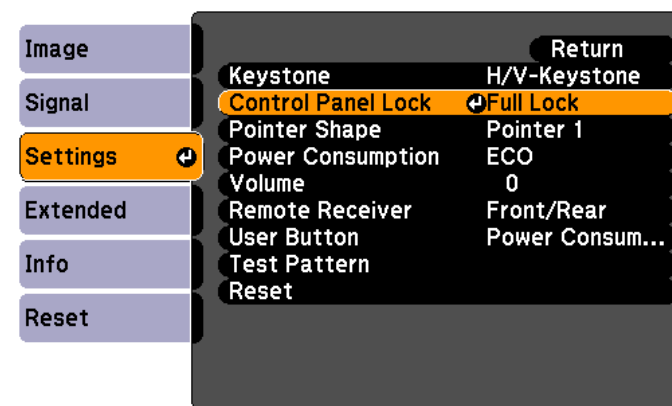 Image
Signal
Settings
Extended
Info
Reset
Return
Keystone H/V-Keystone
Control Panel Lock Full Lock
Pointer Shape Pointer 1
Power Consumption ECO
Volume 0
Remote Receiver Front/Rear
User Button Power Consum...
Test Pattern
Reset